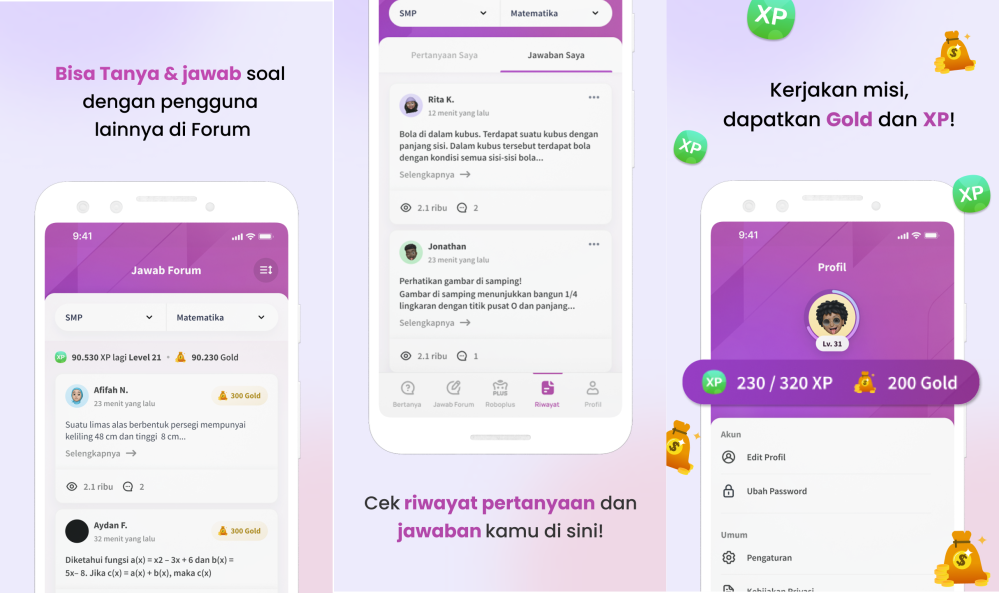 Bisa Tanya & jawab soal
dengan pengguna
lainnya di Forum
9:41
Jawab Forum
SMP
Matematika
XP 90.530 XP lagi Level 21 • 90.230 Gold
Afifah N.
23 menit yang lalu
300 Gold
Suatu limas alas berbentuk persegi mempunyai
keliling 48 cm dan tinggi 8 cm...
Selengkapnya
2.1 ribu
2
Aydan F.
32 menit yang lalu
300 Gold
Diketahui fungsi a(x) = x2 – 3x + 6 dan b(x) =
5x– 8. Jika c(x) = a(x) + b(x), maka c(x)
SMP
Matematika
Pertanyaan Saya
Jawaban Saya
Rita K.
12 menit yang lalu
Bola di dalam kubus. Terdapat suatu kubus dengan
panjang sisi. Dalam kubus tersebut terdapat bola
dengan kondisi semua sisi-sisi bola...
Selengkapnya
2.1 ribu
2
Jonathan
23 menit yang lalu
Perhatikan gambar di samping!
Gambar di samping menunjukkan bangun 1/4
lingkaran dengan titik pusat O dan panjang...
Selengkapnya
2.1 ribu
1
PLUS
Bertanya
Jawab Forum
Roboplus
Riwayat
Profil
Cek riwayat pertanyaan dan
jawaban kamu di sini!
XP
Kerjakan misi,
dapatkan Gold dan XP!
XP
XP
9:41
Profil
Lv. 31
XP 230 / 320 XP
200 Gold
Akun
Edit Profil
Ubah Password
Umum
Pengaturan
Kebijakan Privasi